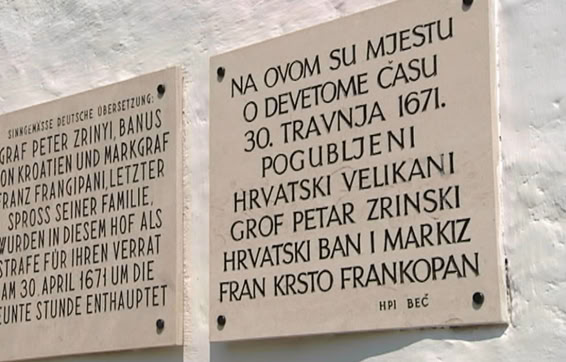 SINNGEMÄSSE DEUTSCHE ÜBERSETZUNG:
GRAF PETER ZRINYI, BANUS
VON KROATIEN UND MARKGRAF
FRANZ FRANGIPANI, LETZTER
SPROSS SEINER FAMILIE,
WURDEN IN DIESEM HOF ALS
STRAFE FÜR IHREN VERRAT
AM 30. APRIL 1671 UM DIE
NEUNTE STUNDE ENTHAUPTET
NA OVOM SU MJESTU
O DEVETOME ČASU
30. TRAVNJA 1671.
POGUBLJENI
HRVATSKI VELIKANI
GROF PETAR ZRINSKI
HRVATSKI BAN I MARKIZ
FRAN KRSTO FRANKOPAN
HPI BEČ